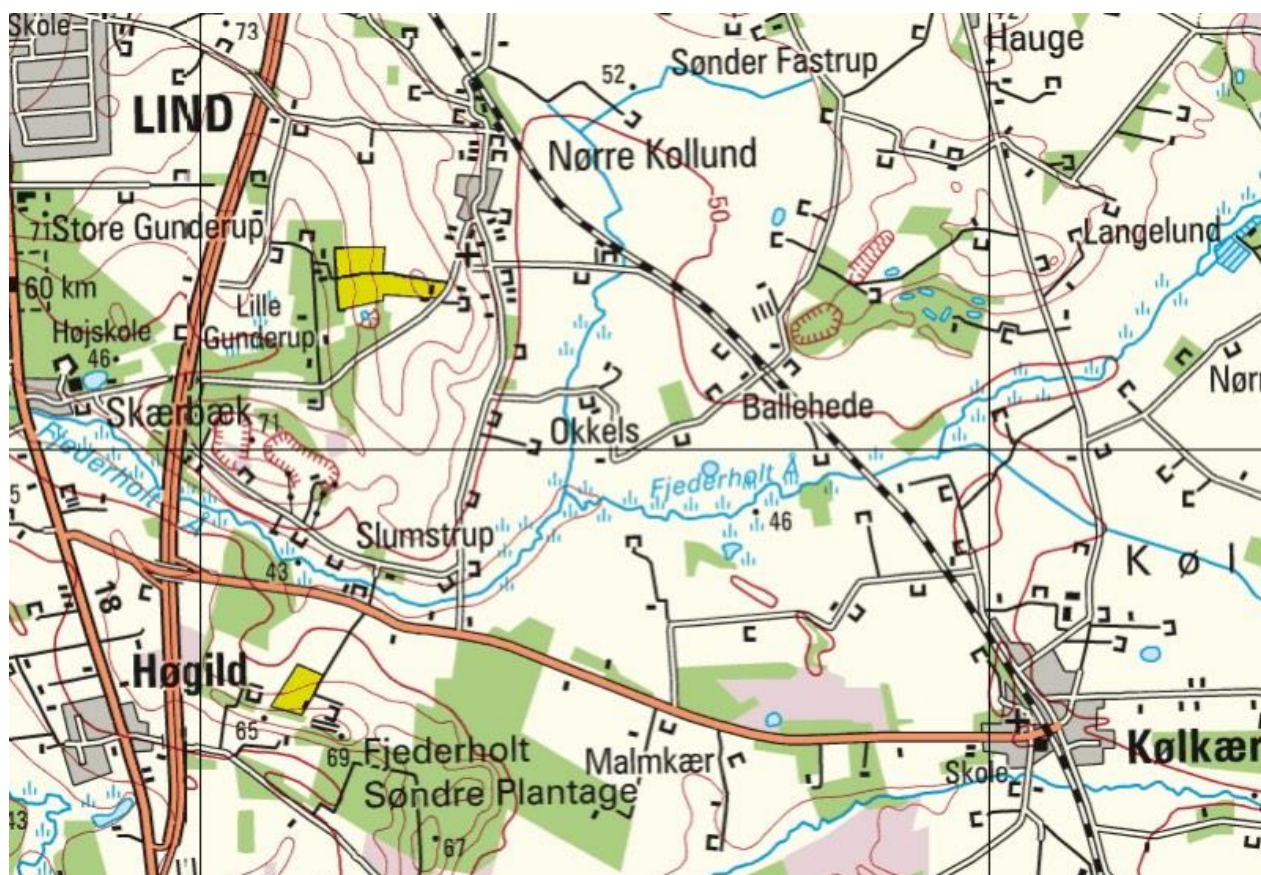 Skole
73
72
Hauge
Sønder Fastrup
52
LIND
Nørre Kollund
50
71
Store Gunderup
Langelund
60 km
Lille
Gunderup
Højskole
46
Nørr
Skærbæk
71
Okkels
Ballehede
Fjederholt Å
Fjederholt Å
46
Slumstrup
43
Køl
18
Høgild
65
69
Fjederholt
Søndre Plantage
Malmkær
Skole
Kølkær
67
43